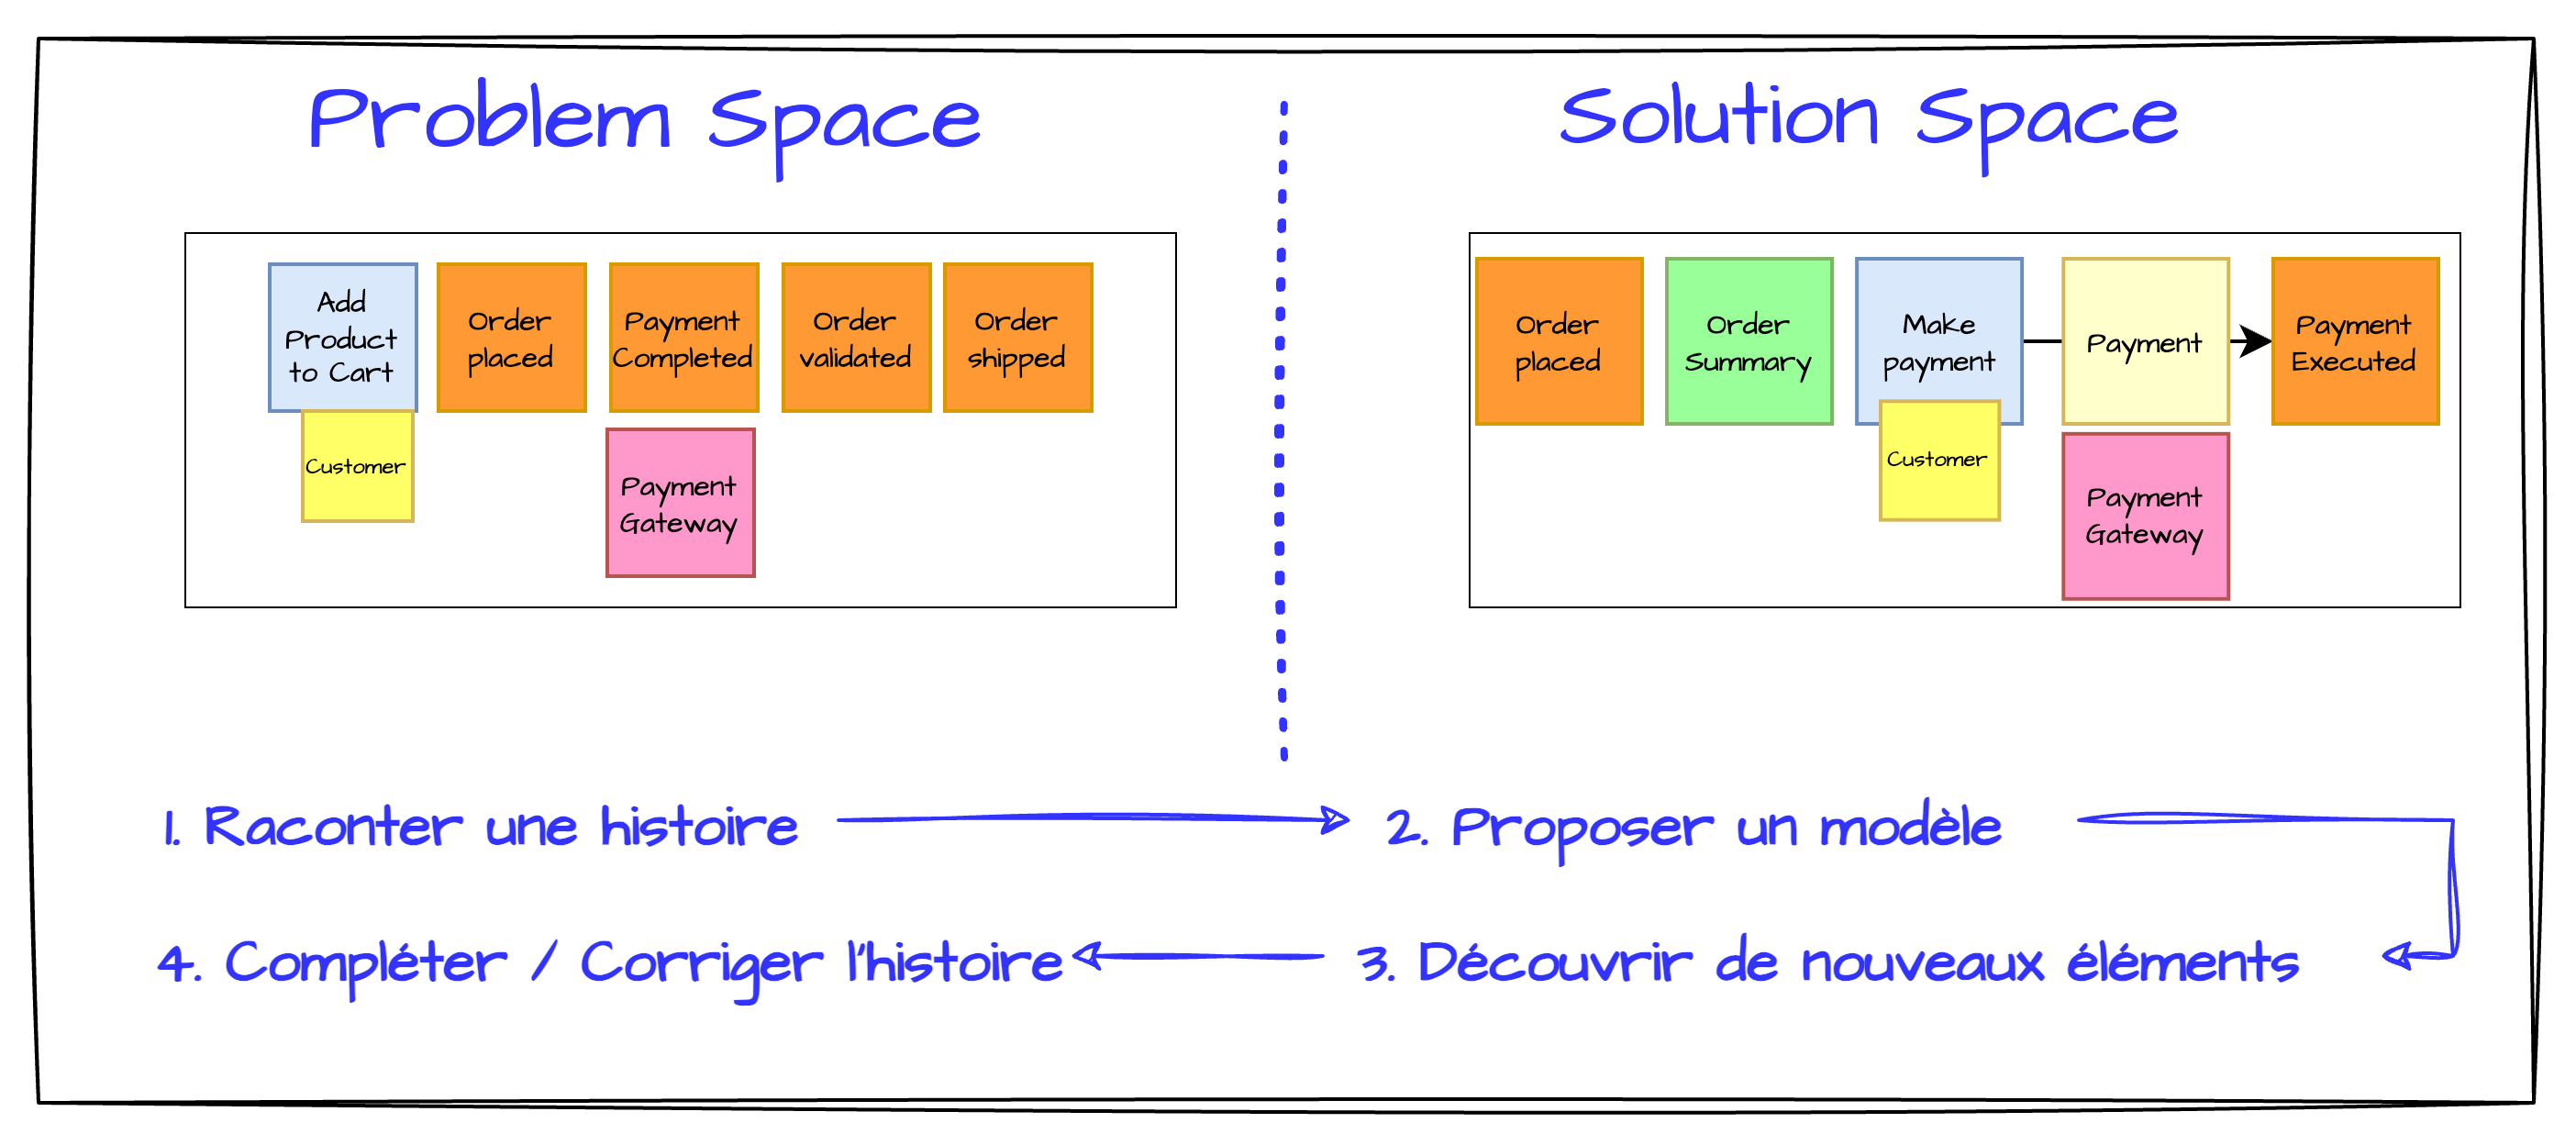 Problem Space
Solution Space
Add
Product
to Cart
Order
placed
Payment
Completed
Order
validated
Order
shipped
Customer
Payment
Gateway
Order
placed
Order
Summary
Make
payment
Payment
Payment
Executed
Customer
Payment
Gateway
1. Raconter une histoire
2. Proposer un modèle
4. Compléter / Corriger l'histoire
3. Découvrir de nouveaux éléments